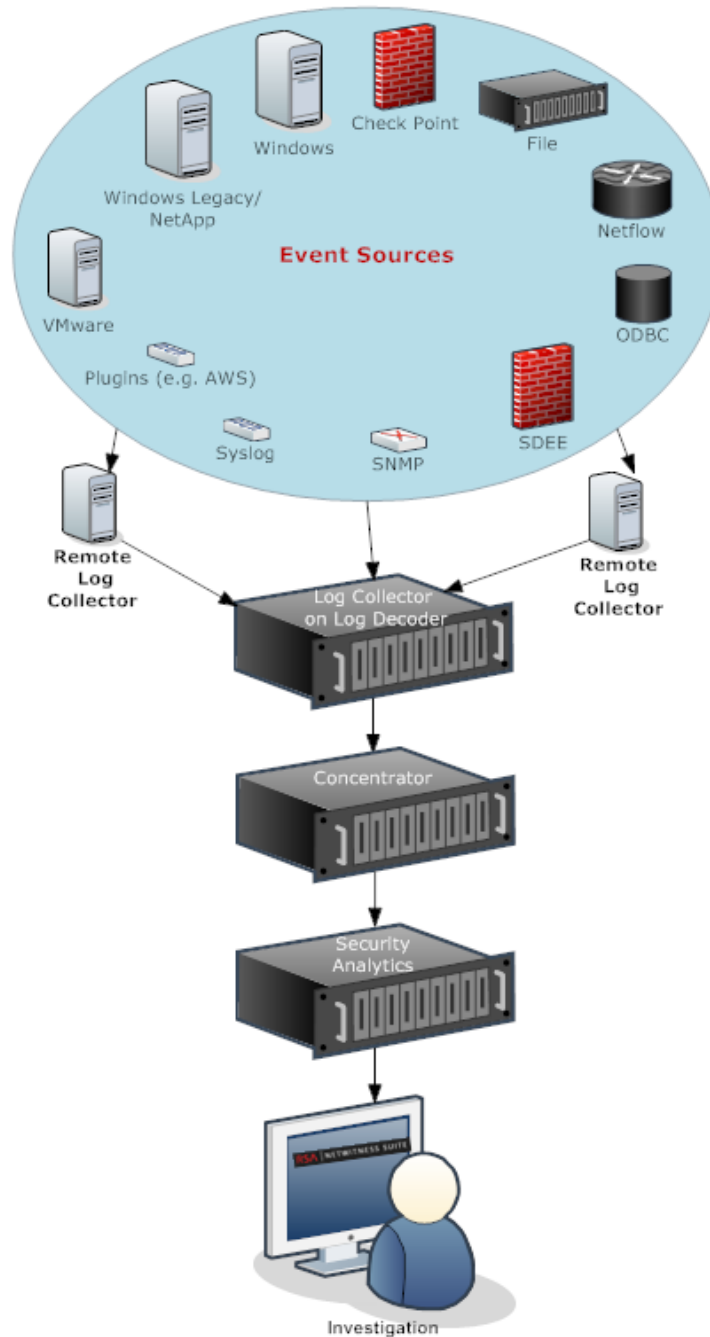 Windows
Check Point
File
Windows Legacy/
NetApp
Netflow
Event Sources
VMware
ODBC
Plugins (e.g. AWS)
Syslog
SNMP
SDEE
Remote
Log
Collector
Remote
Log
Collector
Log Collector
on Log Decoder
Concentrator
Security
Analytics
RSA NETWITNESS SUITE
Investigation